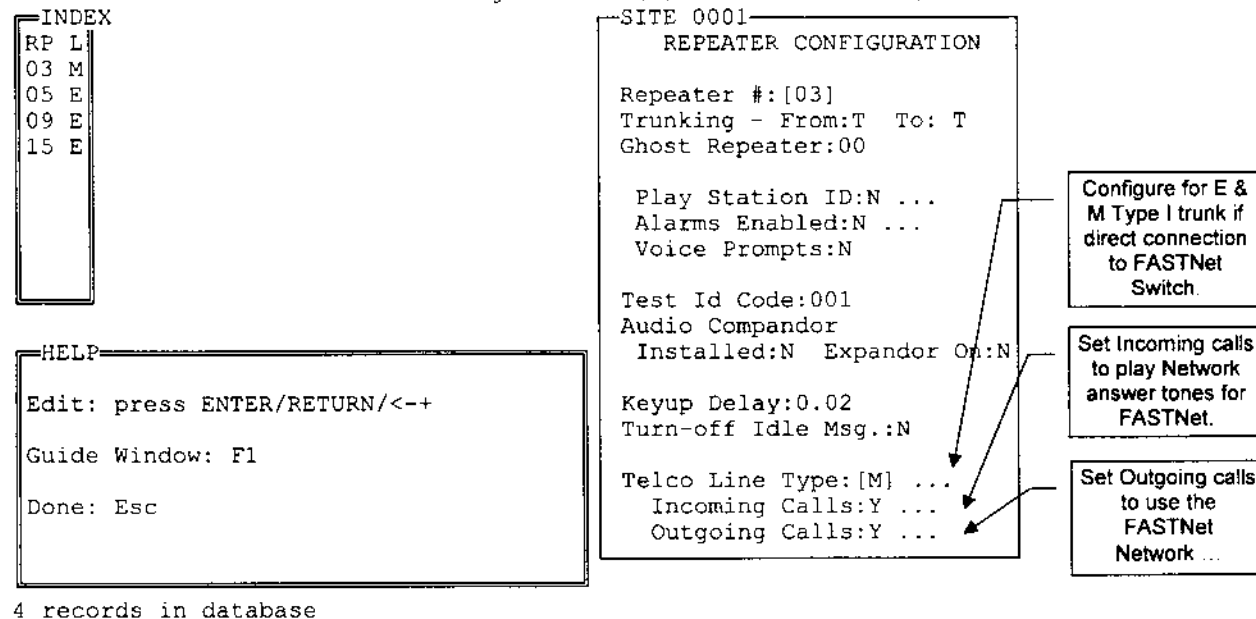 INDEX
RP L
03 M
05 E
09 E
15 E
HELP
Edit: press ENTER/RETURN/<-+
Guide Window: F1
Done: Esc
4 records in database
SITE 0001
REPEATER CONFIGURATION
Repeater #:[03]
Trunking - From:T To: T
Ghost Repeater:00
Play Station ID:N ...
Alarms Enabled:N ...
Voice Prompts:N
Test Id Code:001
Audio Compandor
Installed:N Expandor On:N
Keyup Delay:0.02
Turn-off Idle Msg.:N
Telco Line Type:[M] ...
Incoming Calls:Y ...
Outgoing Calls:Y ...
Configure for E &
M Type I trunk if
direct connection
to FASTNet
Switch.
Set Incoming calls
to play Network
answer tones for
FASTNet.
Set Outgoing calls
to use the
FASTNet
Network ...